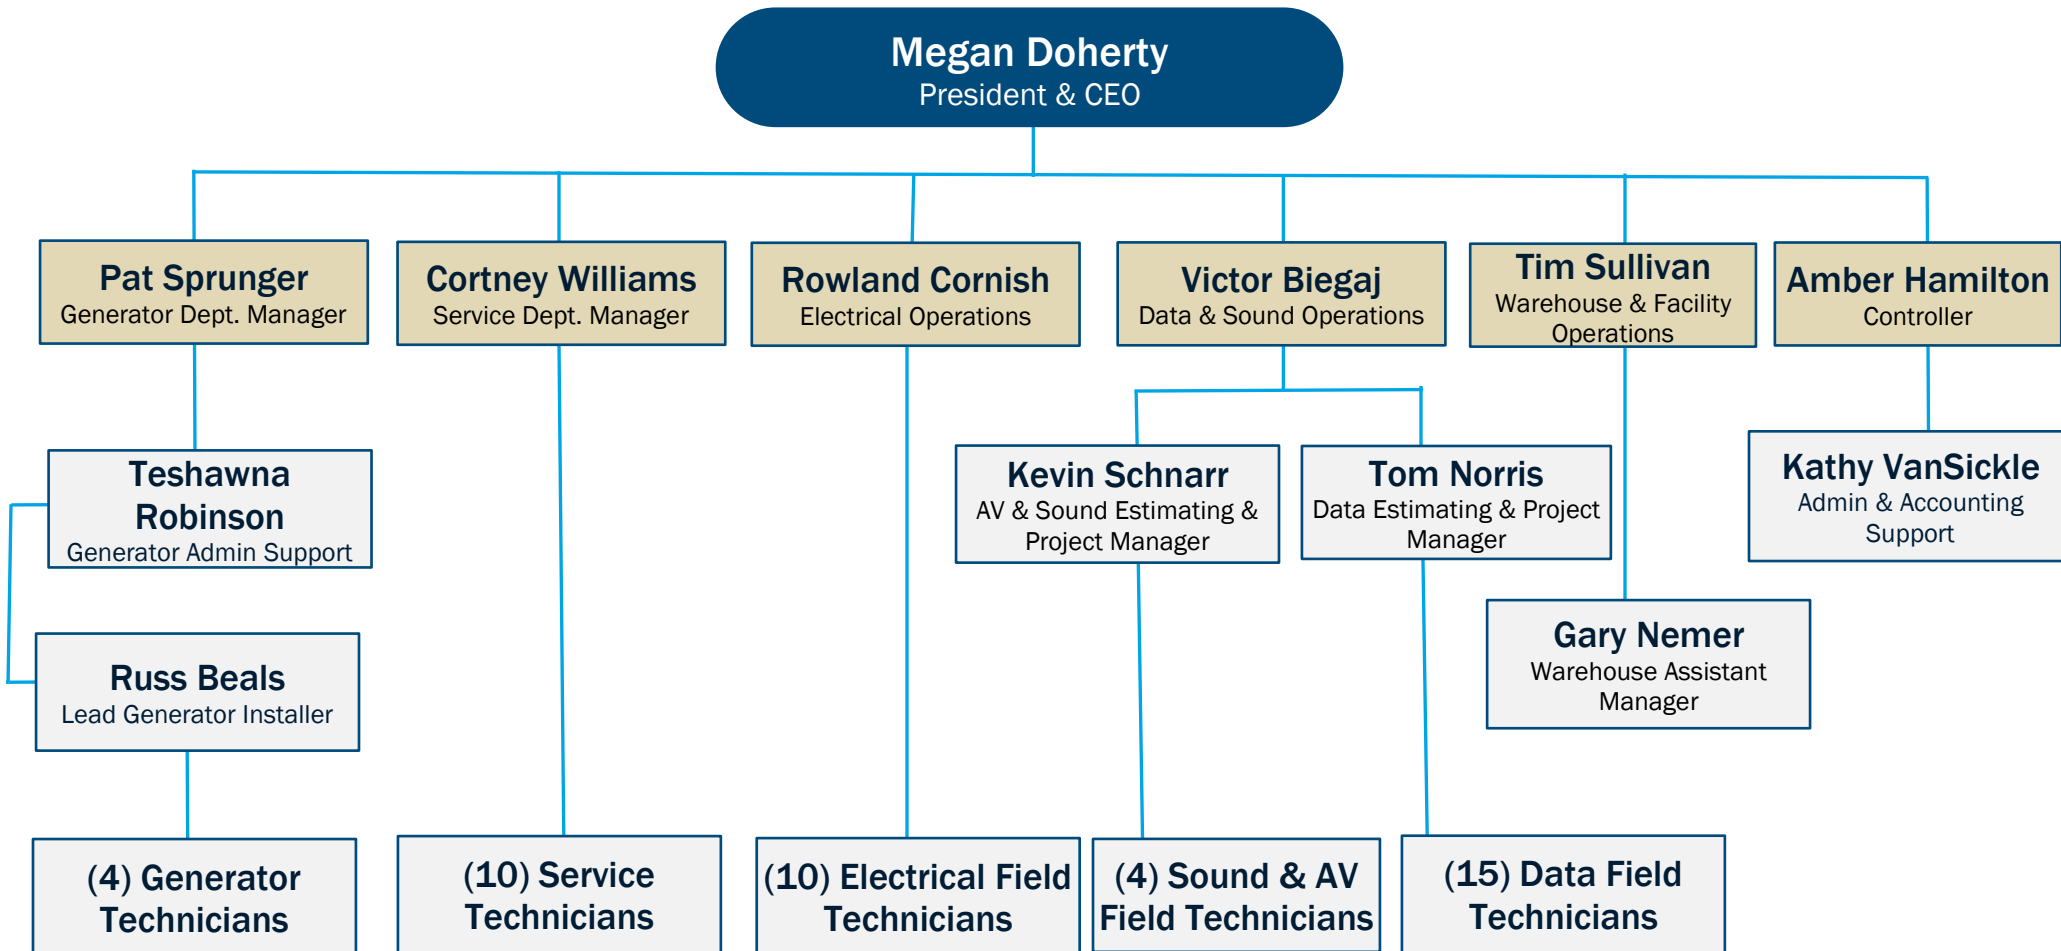 Megan Doherty
President & CEO
Pat Sprunger
Generator Dept. Manager
Cortney Williams
Service Dept. Manager
Rowland Cornish
Electrical Operations
Victor Biegaj
Data & Sound Operations
Tim Sullivan
Warehouse & Facility
Operations
Amber Hamilton
Controller
Teshawna
Robinson
Generator Admin Support
Kevin Schnarr
AV & Sound Estimating &
Project Manager
Tom Norris
Data Estimating & Project
Manager
Kathy VanSickle
Admin & Accounting
Support
Russ Beals
Lead Generator Installer
Gary Nemer
Warehouse Assistant
Manager
(4) Generator
Technicians
(10) Service
Technicians
(10) Electrical Field
Technicians
(4) Sound & AV
Field Technicians
(15) Data Field
Technicians